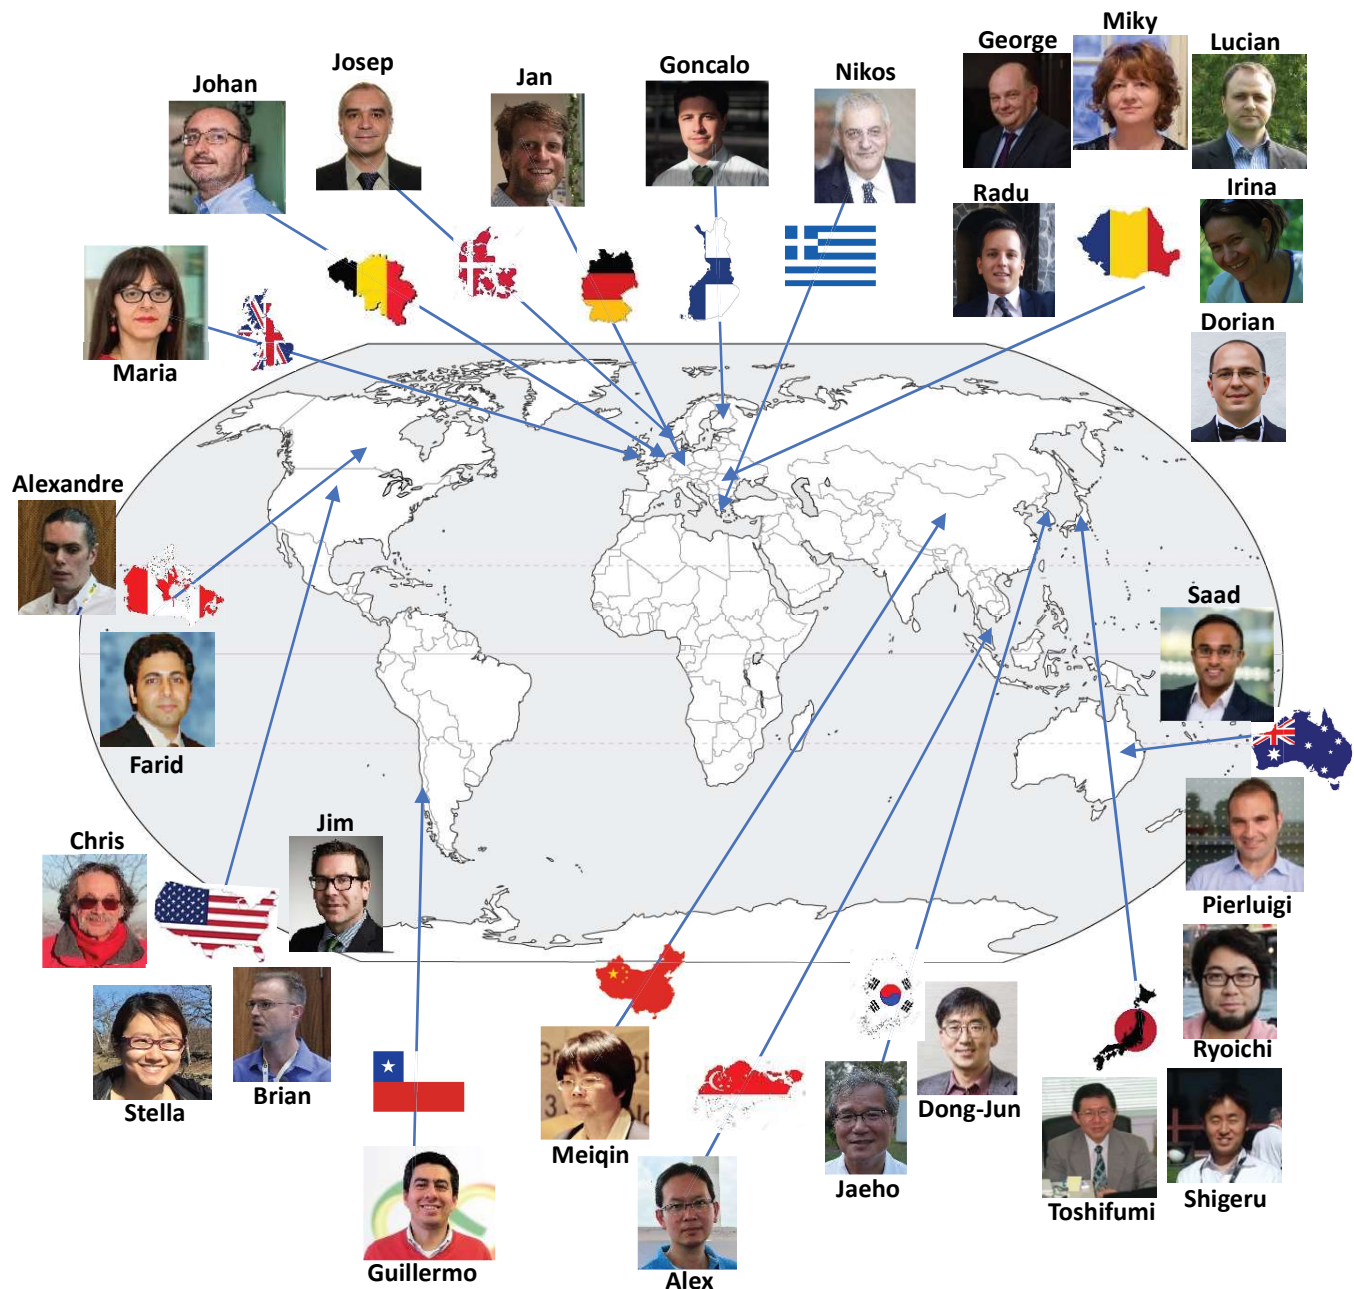 Miky
George
Lucian
Josep
Jan
Goncalo
Nikos
Johan
Radu
Irina
Dorian
Maria
Alexandre
Saad
Farid
Jim
Chris
Pierluigi
Ryoichi
Stella
Brian
Dong-Jun
Meiqin
Jaeho
Toshifumi
Shigeru
Guillermo
Alex